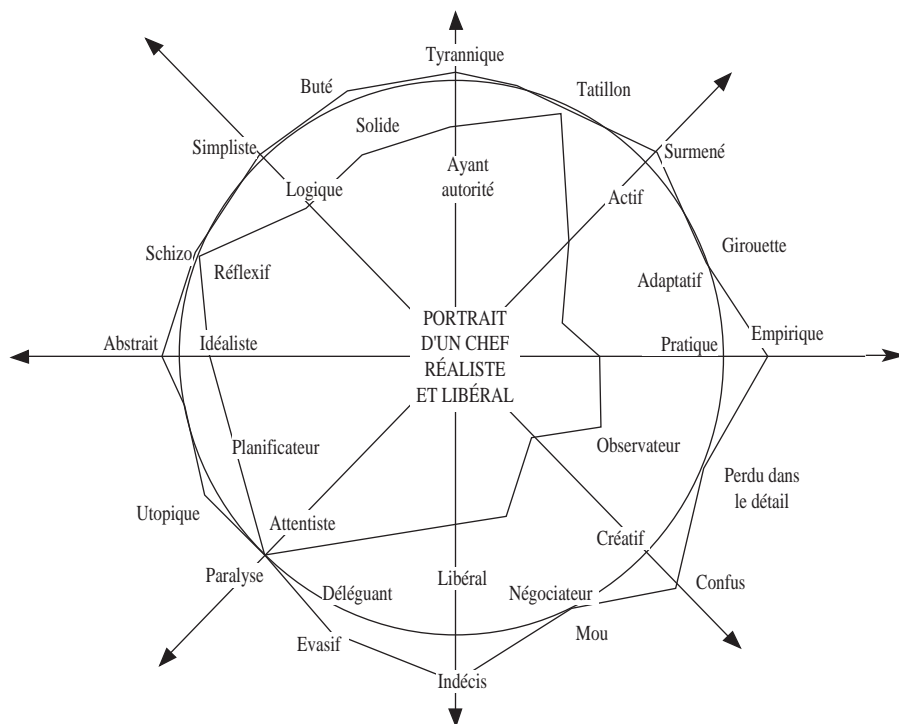 Tyrannique
Buté
Tatillon
Solide
Simpliste
Surmené
Ayant
autorité
Logique
Actif
Girouette
Schizo
Réflexif
Adaptatif
PORTRAIT
D'UN CHEF
RÉALISTE
ET LIBÉRAL
Abstrait
Idéaliste
Pratique
Empirique
Planificateur
Observateur
Perdu dans
le détail
Utopique
Attentiste
Créatif
Paralyse
Libéral
Confus
Déléguant
Négociateur
Evasif
Mou
Indécis